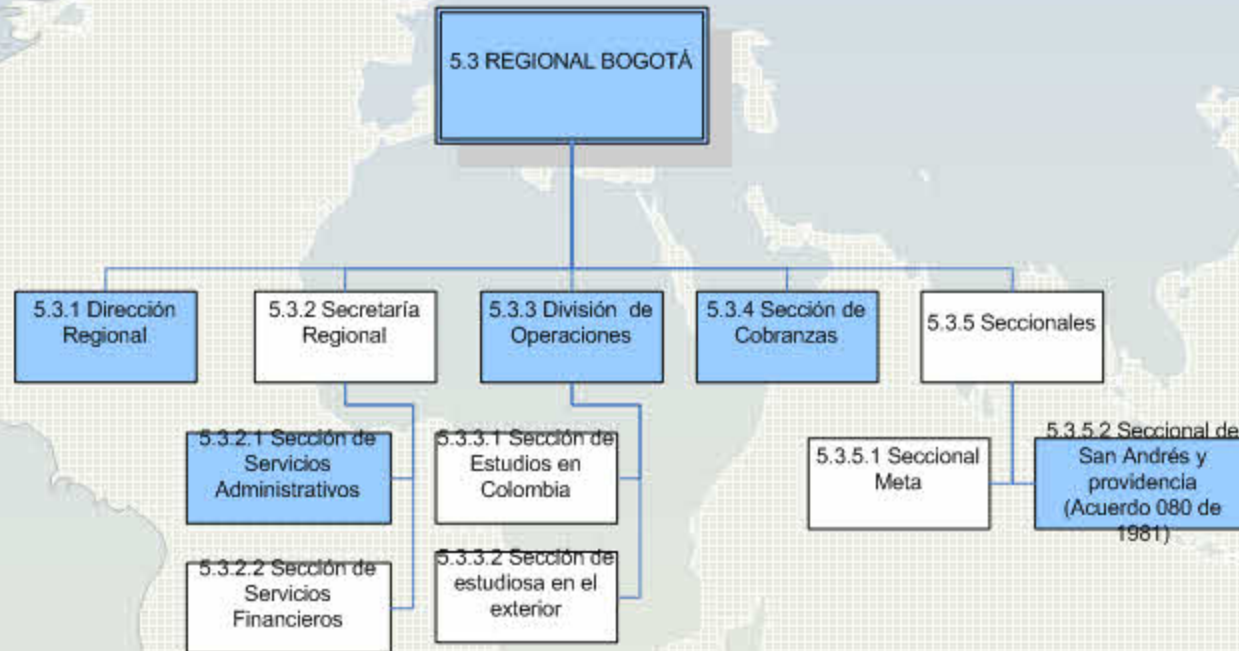 5.3 REGIONAL BOGOTÁ
5.3.1 Dirección
Regional
5.3.2 Secretaría
Regional
5.3.3 División de
Operaciones
5.3.4 Sección de
Cobranzas
5.3.5 Seccionales
5.3.2.1 Sección de
Servicios
Administrativos
5.3.2.2 Sección de
Servicios
Financieros
5.3.3.1 Sección de
Estudios en
Colombia
5.3.3.2 Sección de
estudiosa en el
exterior
5.3.5.1 Seccional
Meta
5.3.5.2 Seccional de
San Andrés y
providencia
(Acuerdo 080 de
1981)